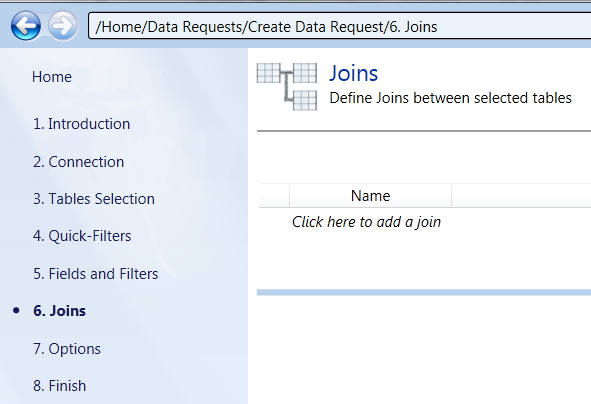 /Home/Data Requests/Create Data Request/6. Joins
Home
1. Introduction
2. Connection
3. Tables Selection
4. Quick-Filters
5. Fields and Filters
• 6. Joins
7. Options
8. Finish
Joins
Define Joins between selected tables
Name
Click here to add a join